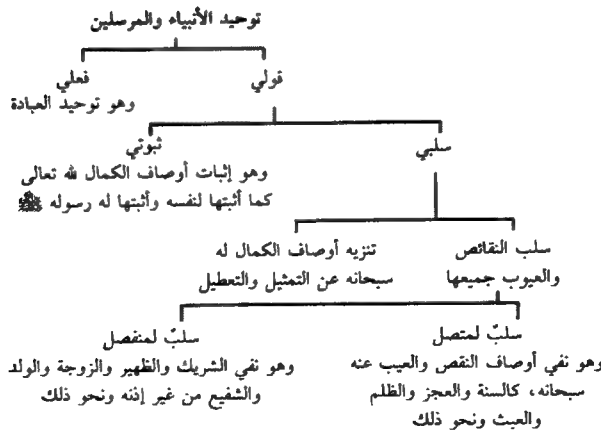 توحيد الأنبياء والمرسلين
قولي
فعلي
وهو توحيد العبادة
سلبي
ثبوتي
وهو إثبات أوصاف الكمال لله تعالى
كما أثبتها لنفسه وأثبتها له رسوله ﷺ
سلب النقائص
والعيوب جميعها
تنزيه أوصاف الكمال له
سبحانه عن التمثيل والتعطيل
سلبٌ لمتصل
وهو نفي أوصاف النقص والعيب عنه
سبحانه، كالسنة والعجز والظلم
والعبث ونحو ذلك
سلبٌ لمنفصل
وهو نفي الشريك والظهير والزوجة والولد
والشفيع من غير إذنه ونحو ذلك